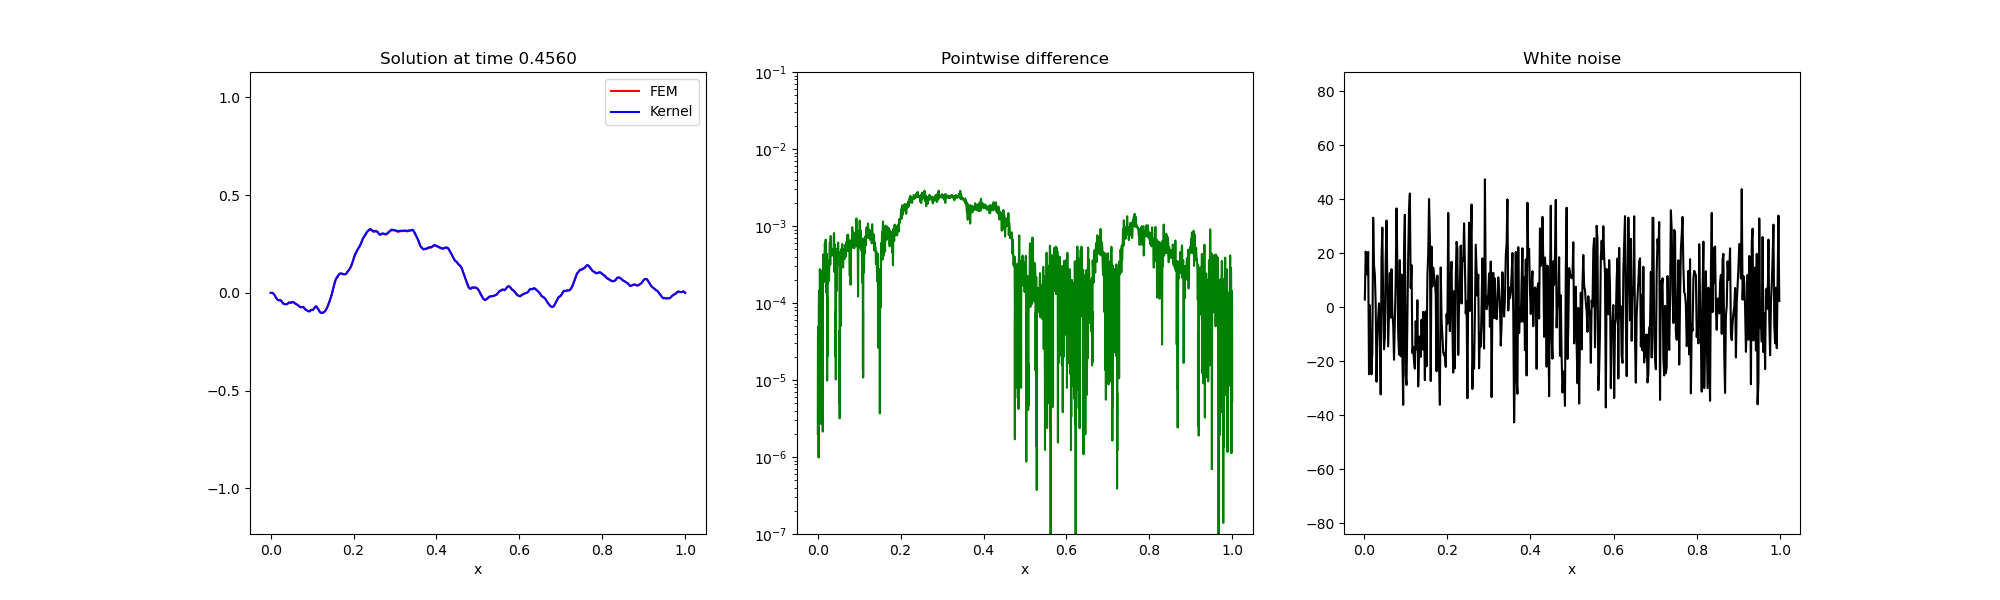 Solution at time 0.4560
1.0
0.5
0.0
−0.5
−1.0
FEM
Kernel
0.0 0.2 0.4 0.6 0.8 1.0
x
Pointwise difference
10⁻¹
10⁻²
10⁻³
10⁻⁴
10⁻⁵
10⁻⁶
10⁻⁷
0.0 0.2 0.4 0.6 0.8 1.0
x
White noise
80
60
40
20
0
−20
−40
−60
−80
0.0 0.2 0.4 0.6 0.8 1.0
x